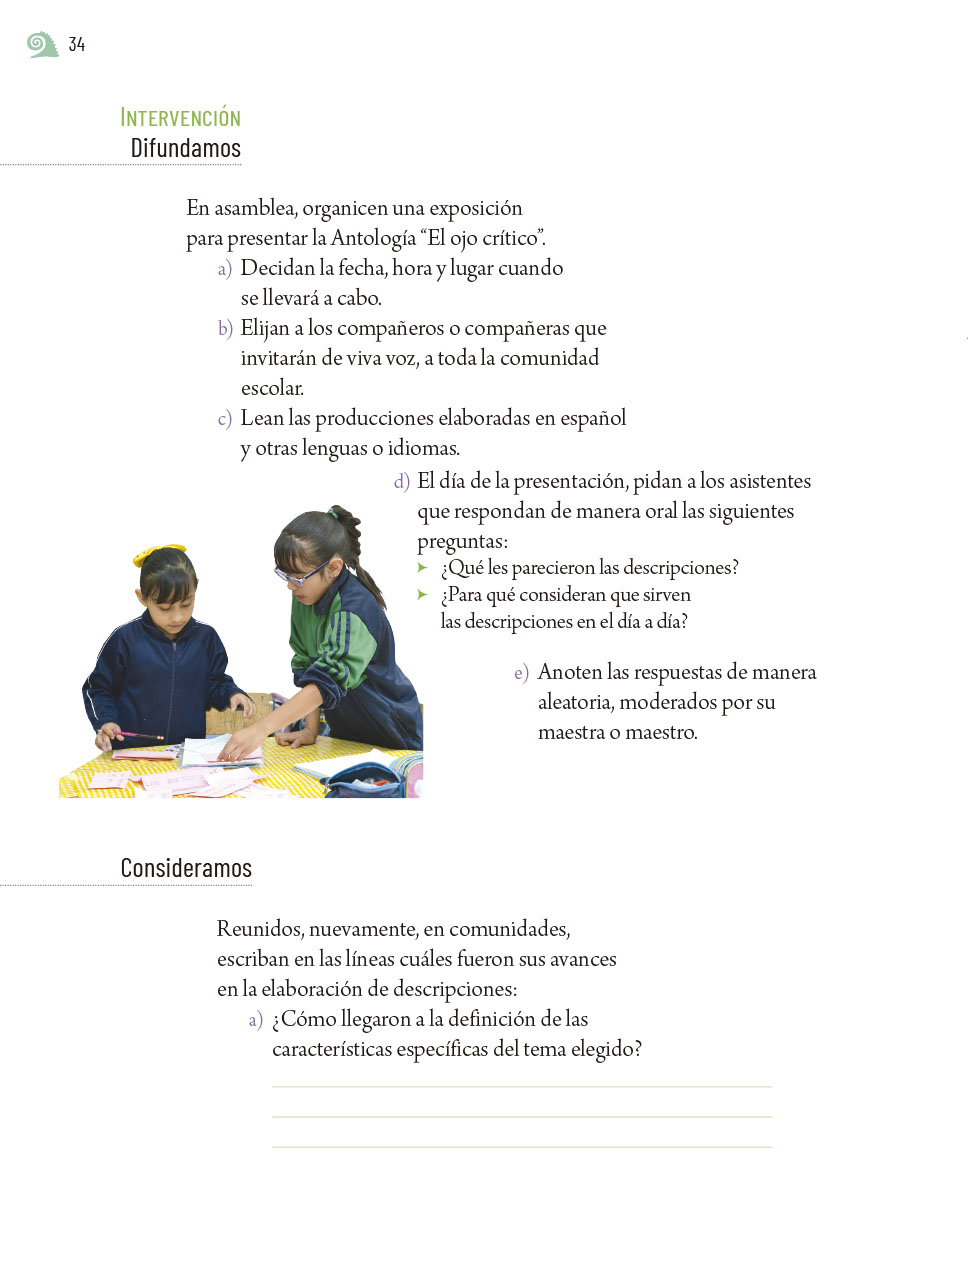 34
INTERVENCIÓN
Difundamos
En asamblea, organicen una exposición
para presentar la Antología “El ojo crítico”.
a) Decidan la fecha, hora y lugar cuando
se llevará a cabo.
b) Elijan a los compañeros o compañeras que
invitarán de viva voz, a toda la comunidad
escolar.
c) Lean las producciones elaboradas en español
y otras lenguas o idiomas.
d) El día de la presentación, pidan a los asistentes
que respondan de manera oral las siguientes
preguntas:
¿Qué les parecieron las descripciones?
¿Para qué consideran que sirven
las descripciones en el día a día?
e) Anoten las respuestas de manera
aleatoria, moderados por su
maestra o maestro.
Consideramos
Reunidos, nuevamente, en comunidades,
escriban en las líneas cuáles fueron sus avances
en la elaboración de descripciones:
a) ¿Cómo llegaron a la definición de las
características específicas del tema elegido?